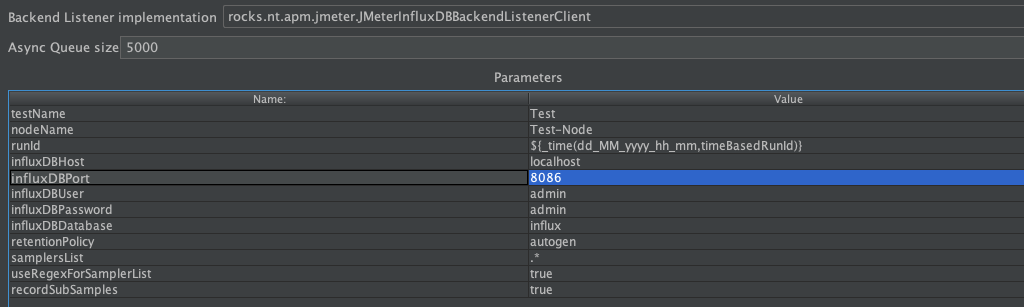 Backend Listener implementation rocks.nt.apm.jmeter.JMeterInfluxDBBackendListenerClient
Async Queue size 5000
Parameters
Name: Value
testName Test
nodeName Test-Node
runId ${_time(dd_MM_yyyy_hh_mm,timeBasedRunId)}
influxDBHost localhost
influxDBPort 8086
influxDBUser admin
influxDBPassword admin
influxDBDatabase influx
retentionPolicy autogen
samplersList .*
useRegexForSamplerList true
recordSubSamples true